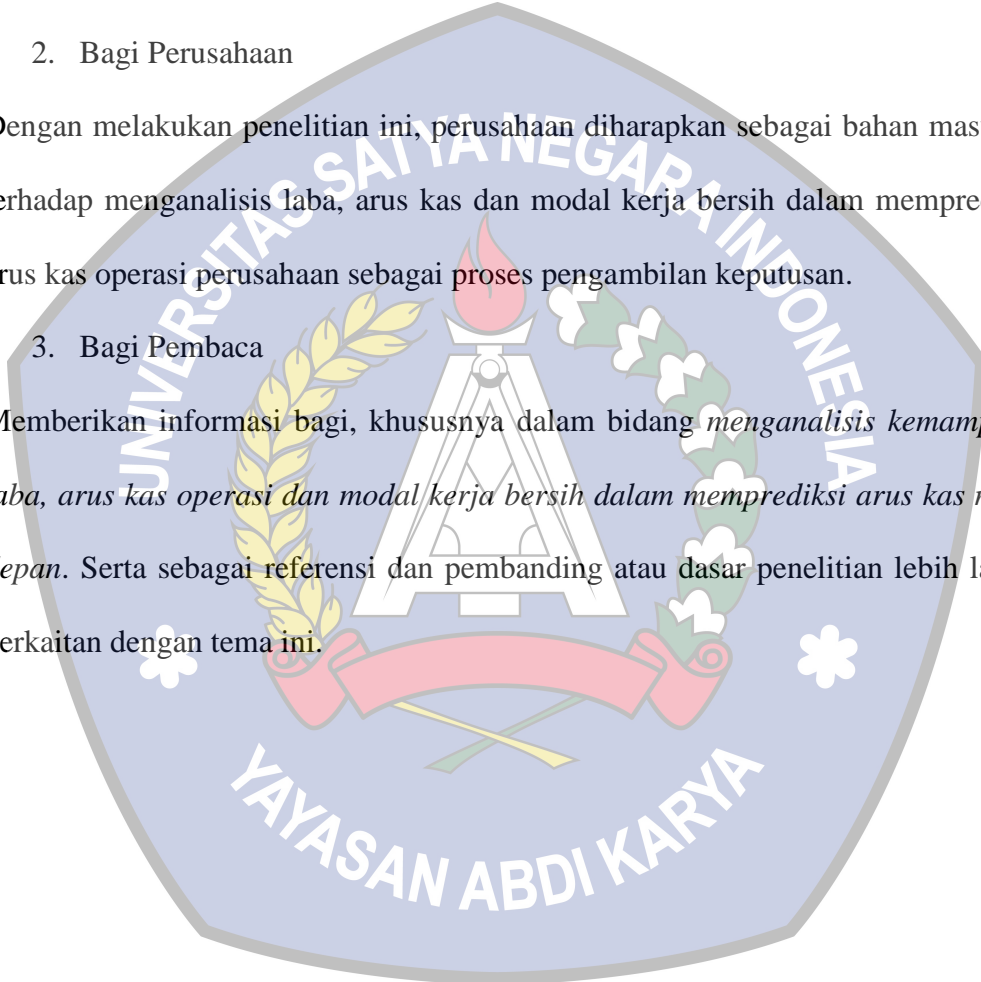 2. Bagi Perusahaan
Dengan melakukan penelitian ini, perusahaan diharapkan sebagai bahan mas
erhadap menganalisis laba, arus kas dan modal kerja bersih dalam mempred
rus kas operasi perusahaan sebagai proses pengambilan keputusan.
3. Bagi Pembaca
Memberikan informasi bagi, khususnya dalam bidang menganalisis kemamp
aba, arus kas operasi dan modal kerja bersih dalam memprediksi arus kas
depan. Serta sebagai referensi dan pembanding atau dasar penelitian lebih la
erkaitan dengan tema ini.
UNIVERSITAS SATYA NEGARA INDONESIA
YAYASAN ABDI KARYA